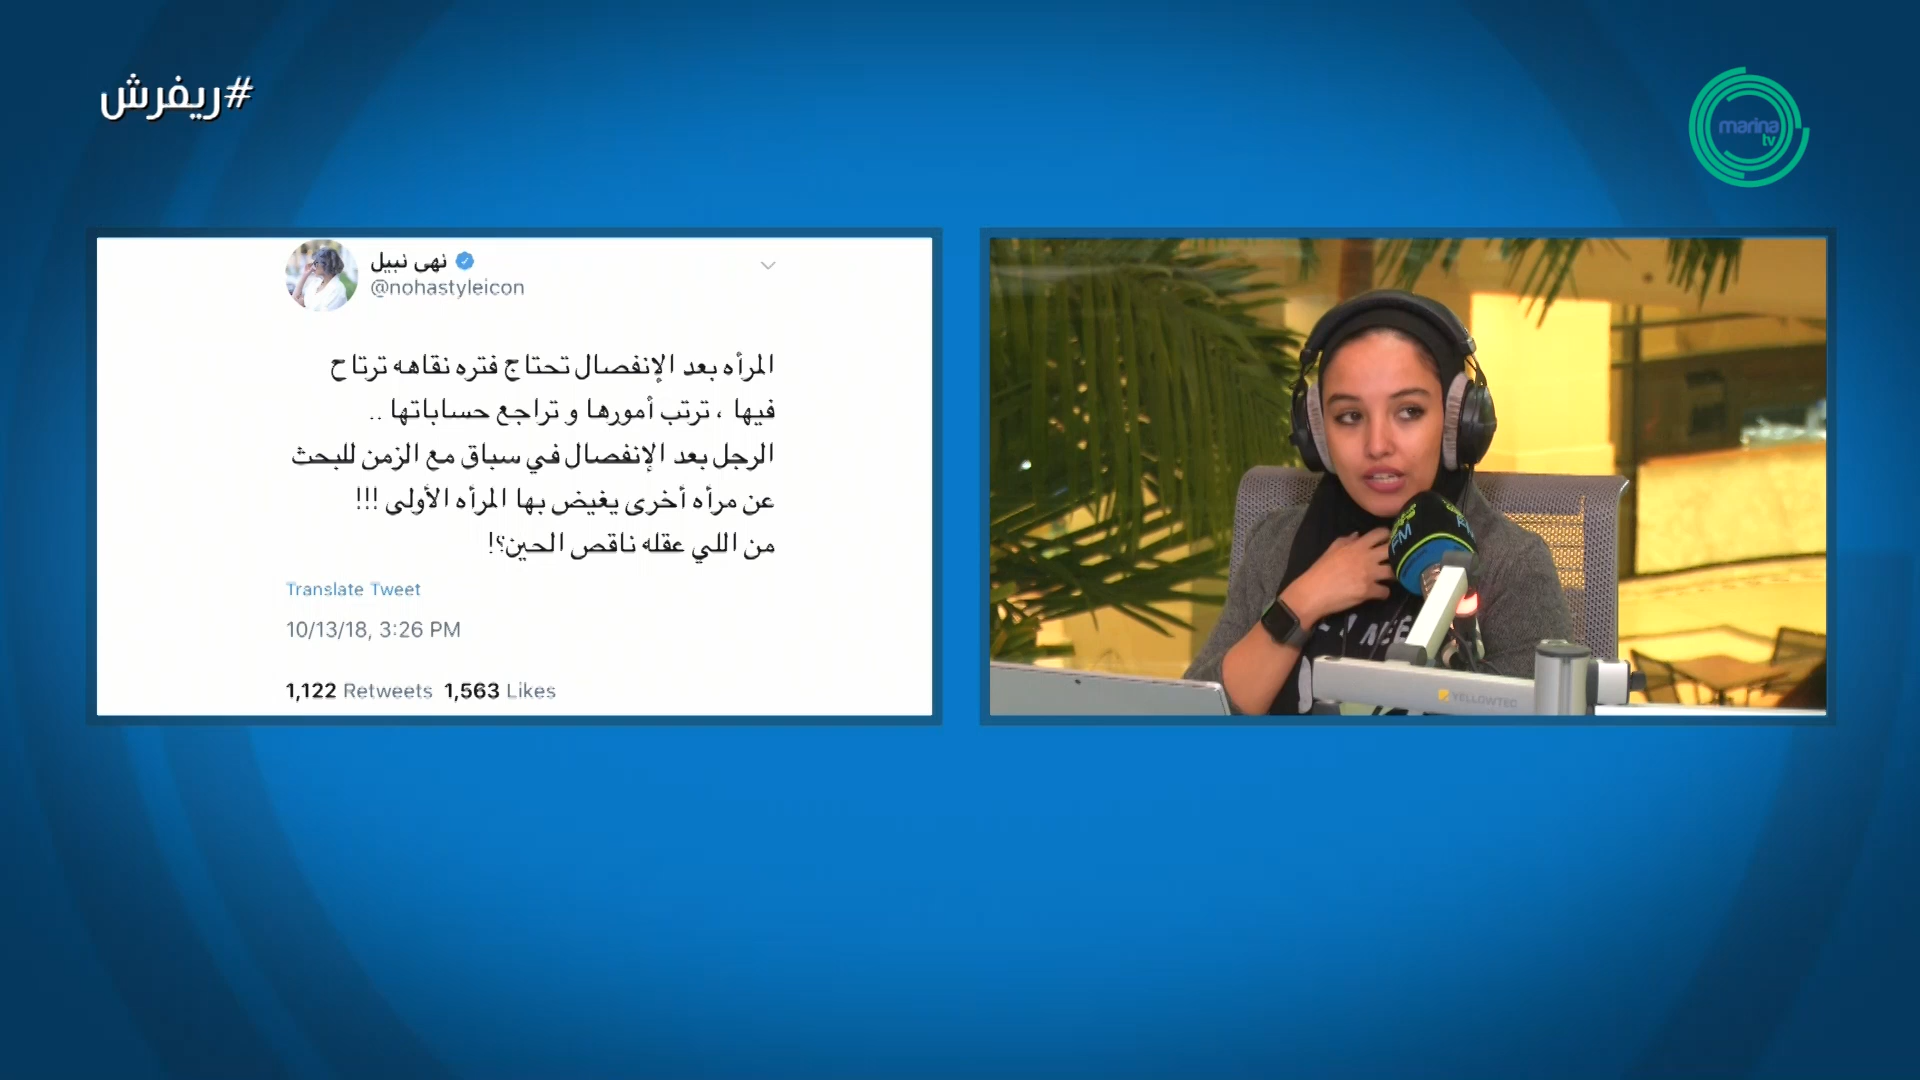 #ريفرش
marina
tv
نهى نبيل
@nohastyleicon
المرأه بعد الإنفصال تحتاج فتره نقاهه ترتاح
فيها ، ترتب أمورها و تراجع حساباتها ..
الرجل بعد الإنفصال في سباق مع الزمن للبحث
عن مرأه أخرى يغيض بها المرأه الأولى !!!
من اللي عقله ناقص الحين؟!
Translate Tweet
10/13/18, 3:26 PM
1,122 Retweets 1,563 Likes
FM
YELLOWTEC